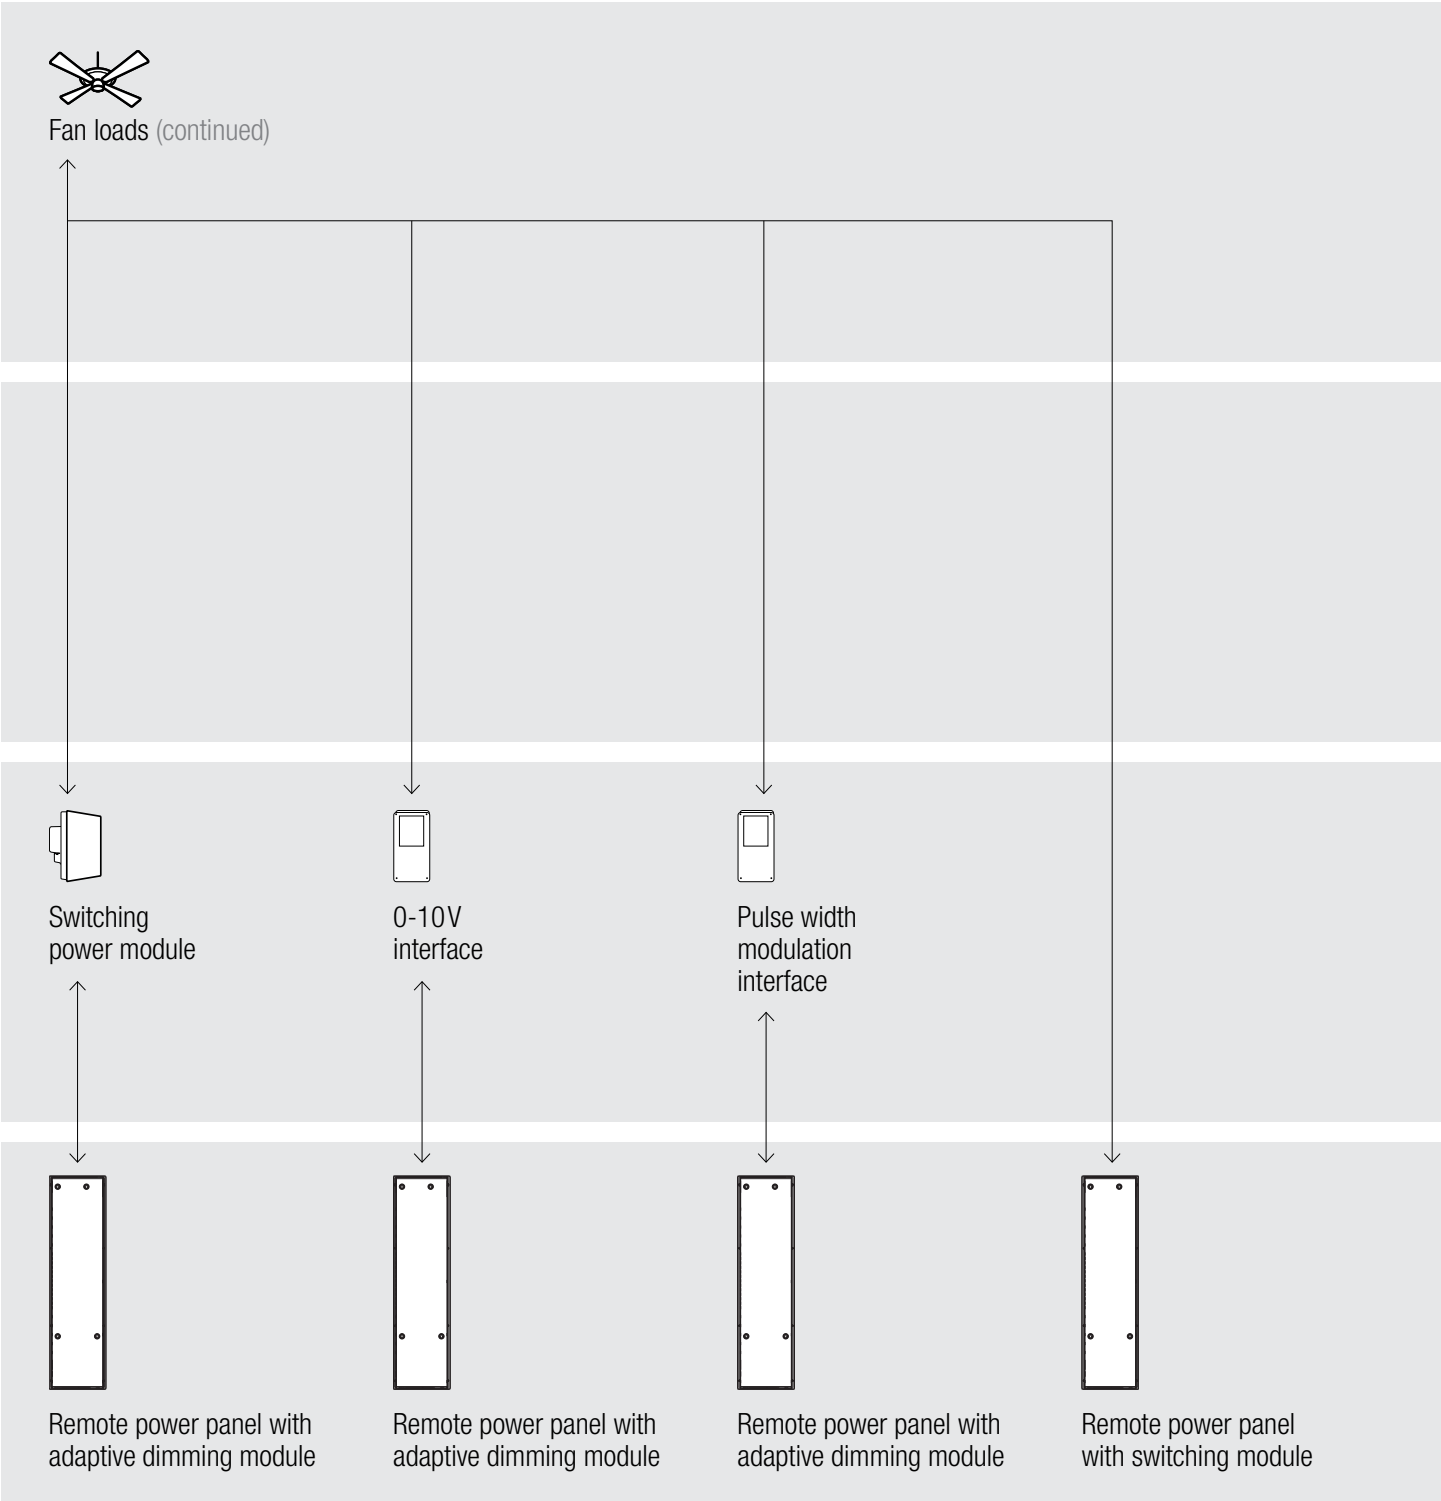 Fan loads (continued)
Switching
power module
0-10V
interface
Pulse width
modulation
interface
Remote power panel with
adaptive dimming module
Remote power panel with
adaptive dimming module
Remote power panel with
adaptive dimming module
Remote power panel
with switching module